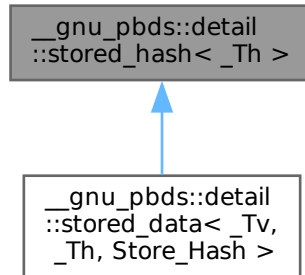 __gnu_pbds::detail
::stored_hash< _Th >
__gnu_pbds::detail
::stored_data< _Tv,
_Th, Store_Hash >